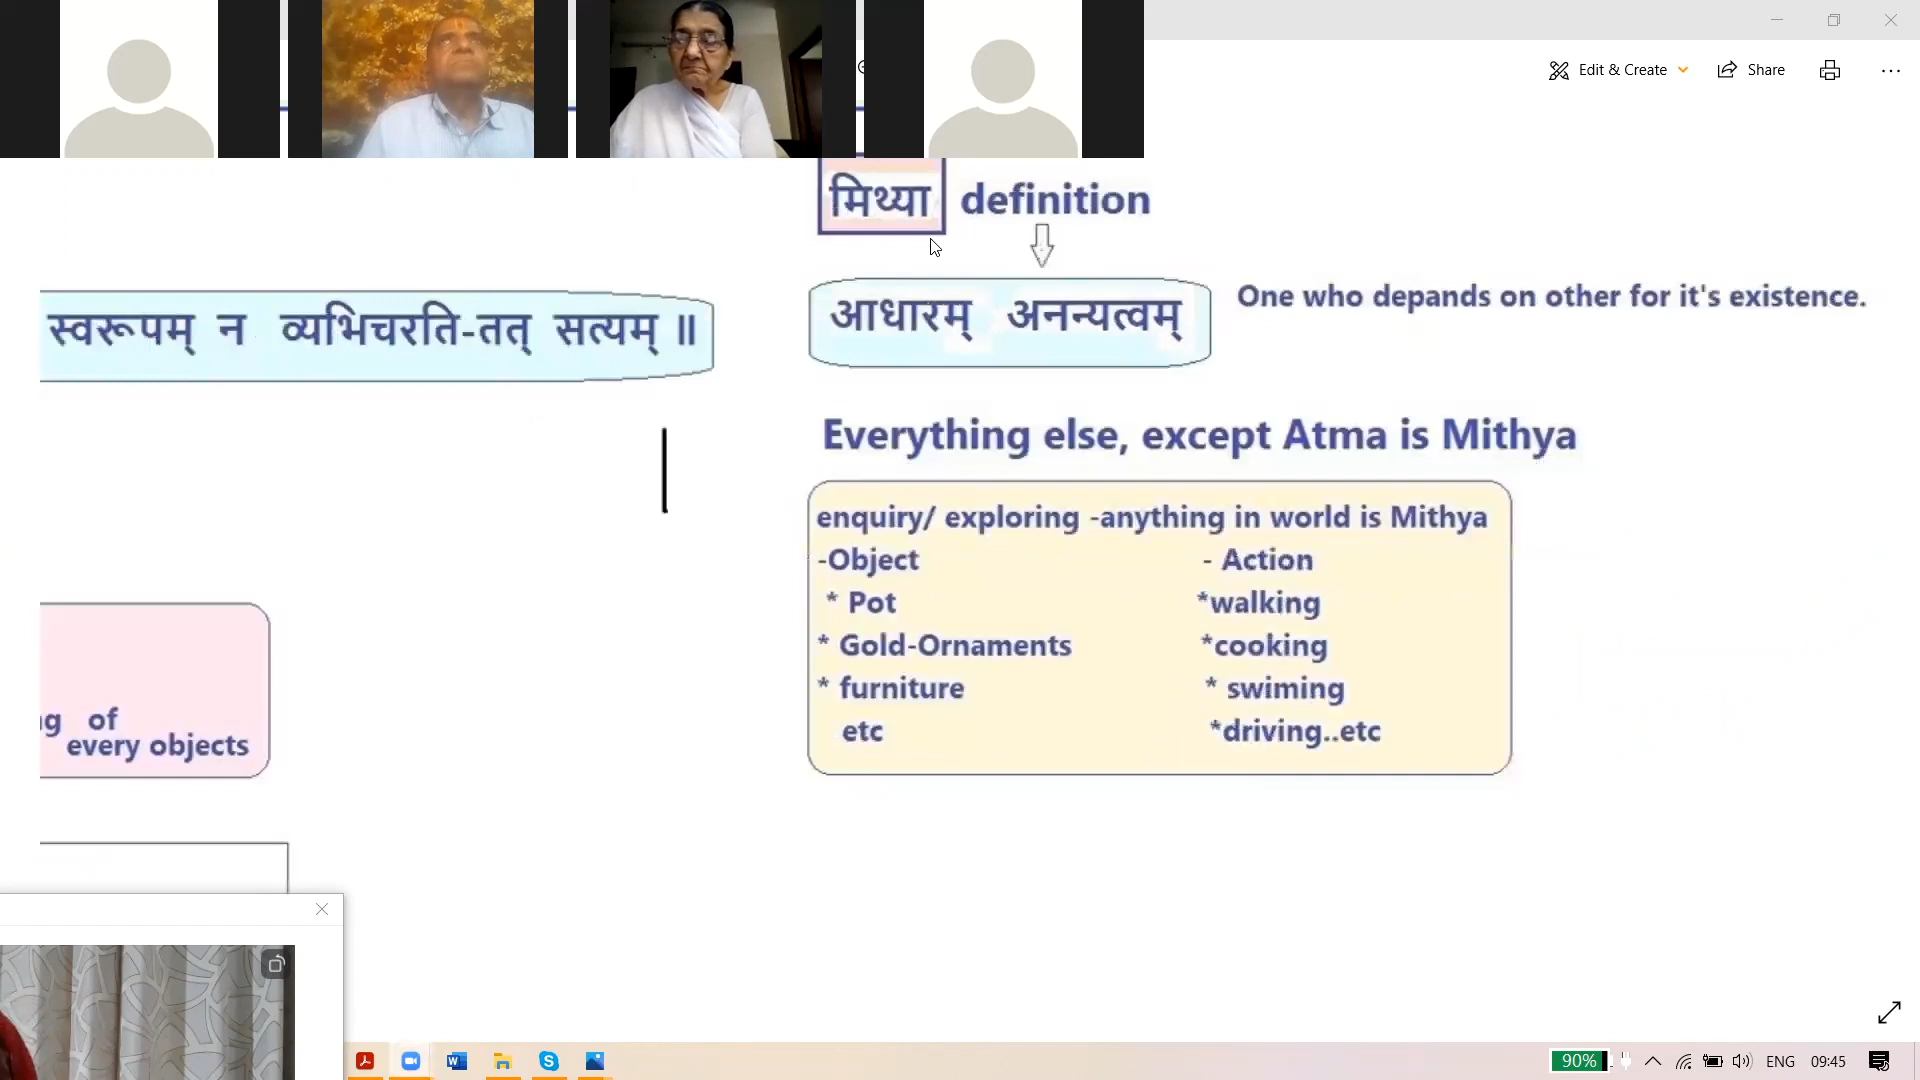 Edit & Create
Share
मिथ्या definition
स्वरूपम् न व्यभिचरति-तत् सत्यम् ॥
आधारम् अनन्यत्वम्
One who depands on other for it's existence.
Everything else, except Atma is Mithya
enquiry/ exploring -anything in world is Mithya
-Object - Action
* Pot *walking
* Gold-Ornaments *cooking
* furniture * swiming
etc *driving..etc
of
every objects
90% ENG 09:45